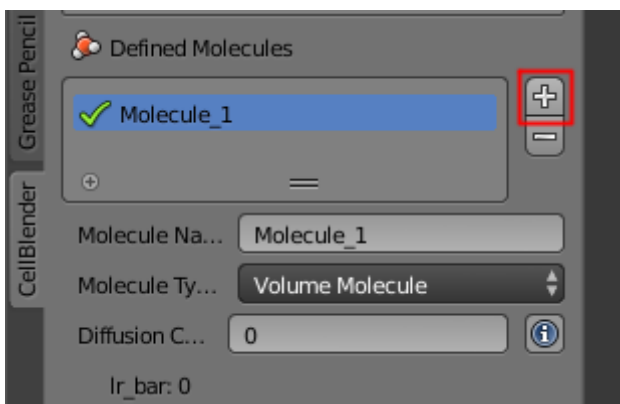 Grease Pencil
CellBlender
Defined Molecules
Molecule_1
Molecule Na... Molecule_1
Molecule Ty... Volume Molecule
Diffusion C... 0
lr_bar: 0